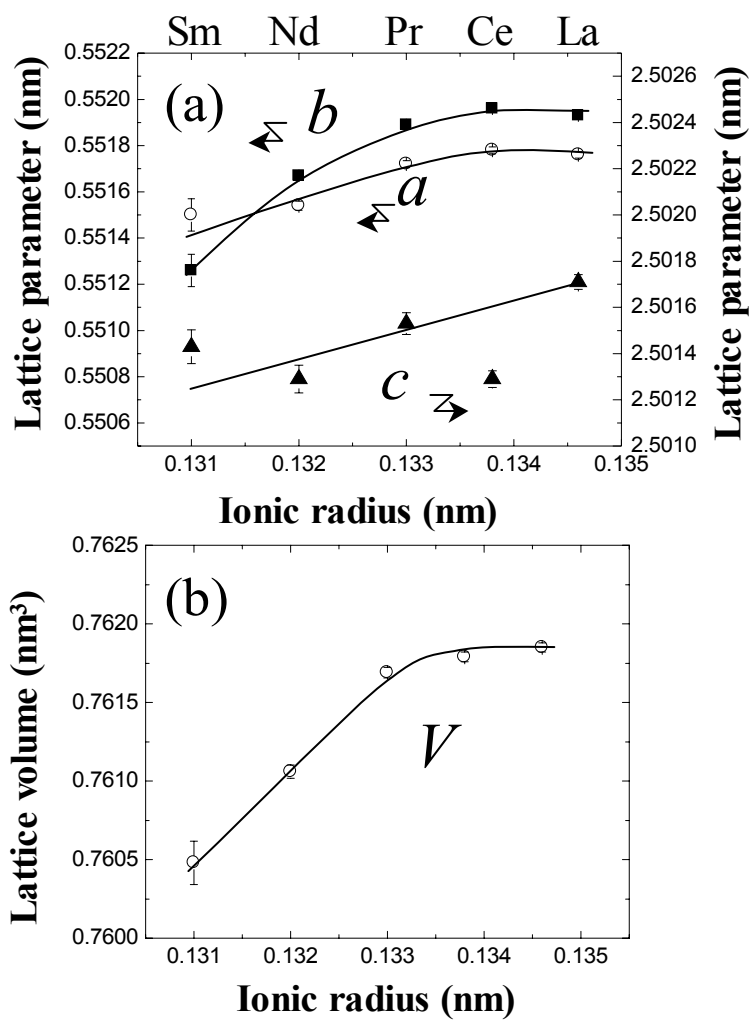 Sm Nd Pr Ce La
0.5522 2.5026
0.5520 2.5024
0.5518 2.5022
0.5516 2.5020
0.5514 2.5018
0.5512 2.5016
0.5510 2.5014
0.5508 2.5012
0.5506 2.5010
(a)
b
a
c
Lattice parameter (nm)
Lattice parameter (nm)
0.131 0.132 0.133 0.134 0.135
Ionic radius (nm)
0.7625
0.7620
0.7615
0.7610
0.7605
0.7600
(b)
V
Lattice volume (nm³)
0.131 0.132 0.133 0.134 0.135
Ionic radius (nm)